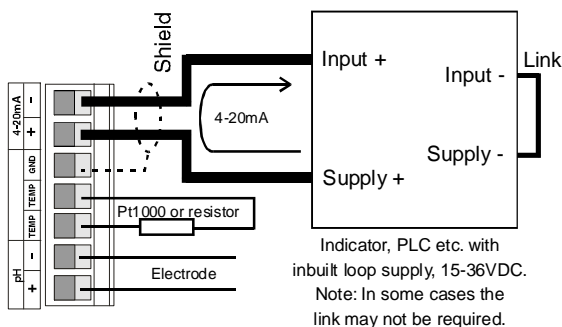 Shield
4-20mA
-
+
GND
TEMP
TEMP
pH
-
+
4-20mA
Pt1000 or resistor
Electrode
Input +
Supply +
Input -
Supply -
Link
Indicator, PLC etc. with
inbuilt loop supply, 15-36VDC.
Note: In some cases the
link may not be required.